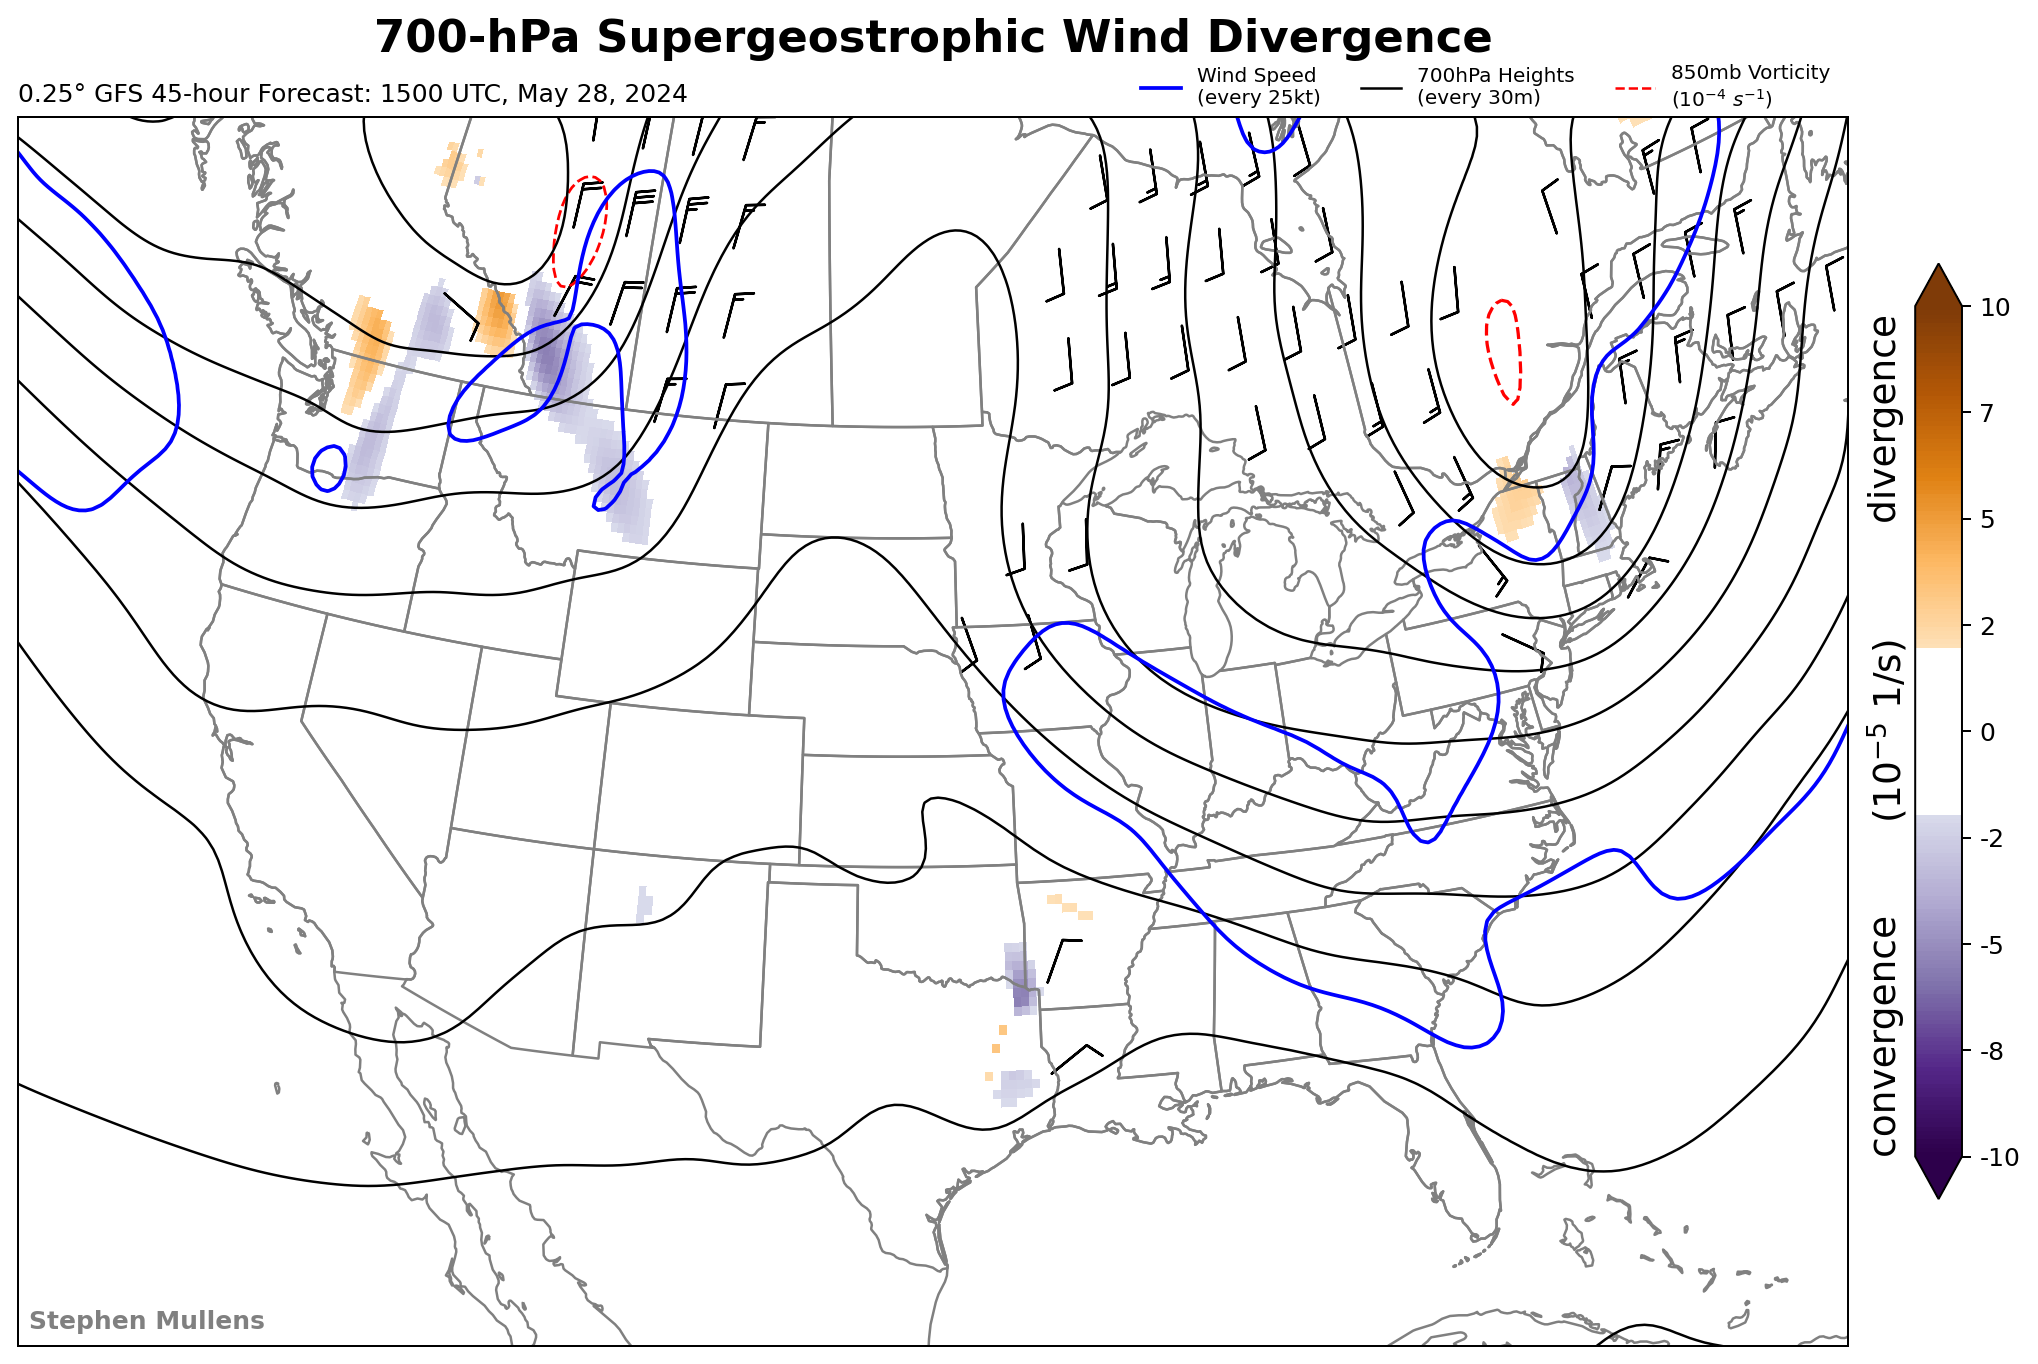 700-hPa Supergeostrophic Wind Divergence
0.25° GFS 45-hour Forecast: 1500 UTC, May 28, 2024
Wind Speed
(every 25kt)
700hPa Heights
(every 30m)
850mb Vorticity
(10⁻⁴ s⁻¹)
10
7
5
2
0
-2
-5
-8
-10
convergence (10⁻⁵ 1/s) divergence
Stephen Mullens